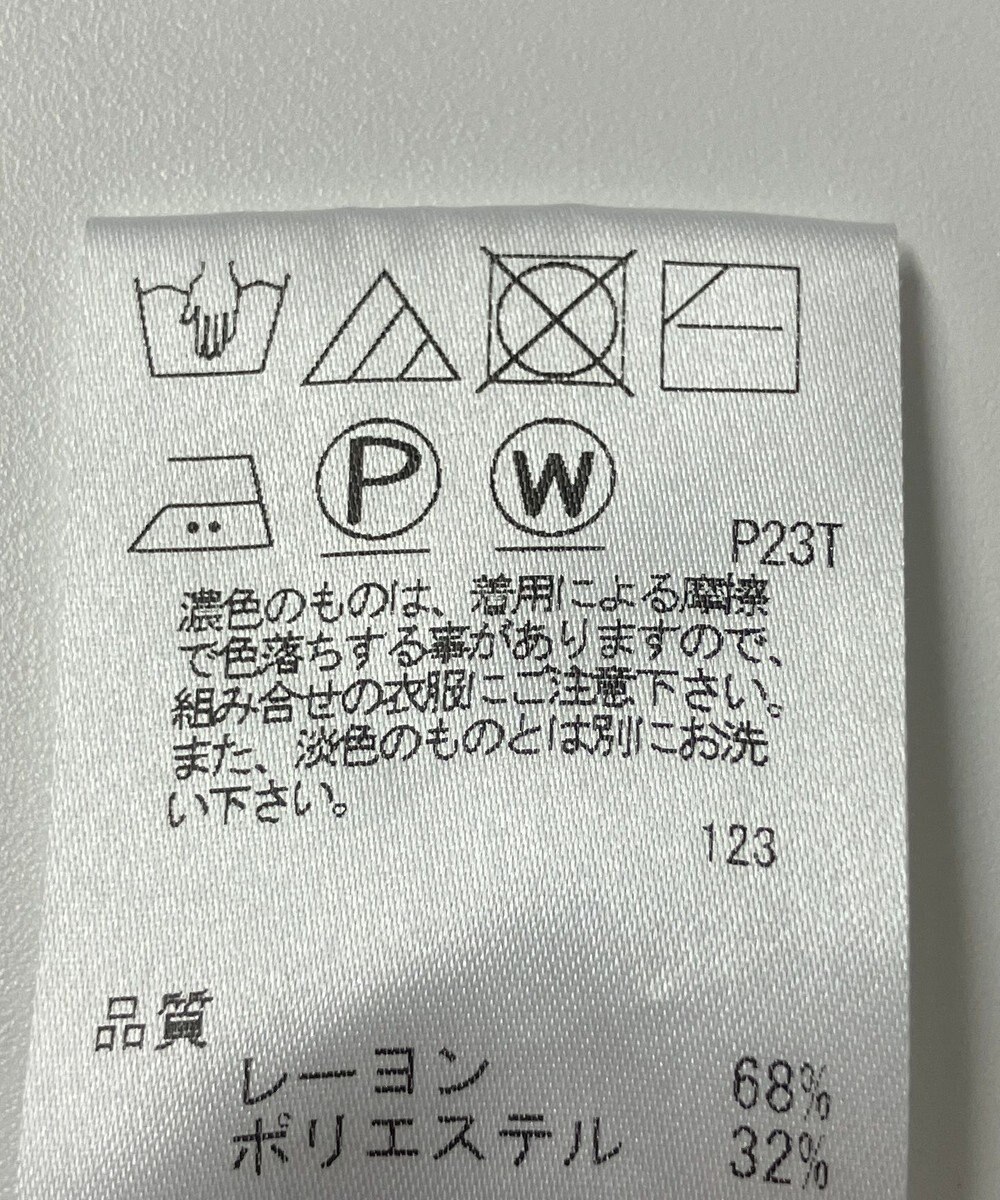 P
W
P23T
濃色のものは、着用による摩擦
で色落ちする事がありますので、
組み合せの衣服にご注意下さい。
また、淡色のものとは別にお洗
い下さい。
123
品質
レーヨン 68%
ポリエステル 32%